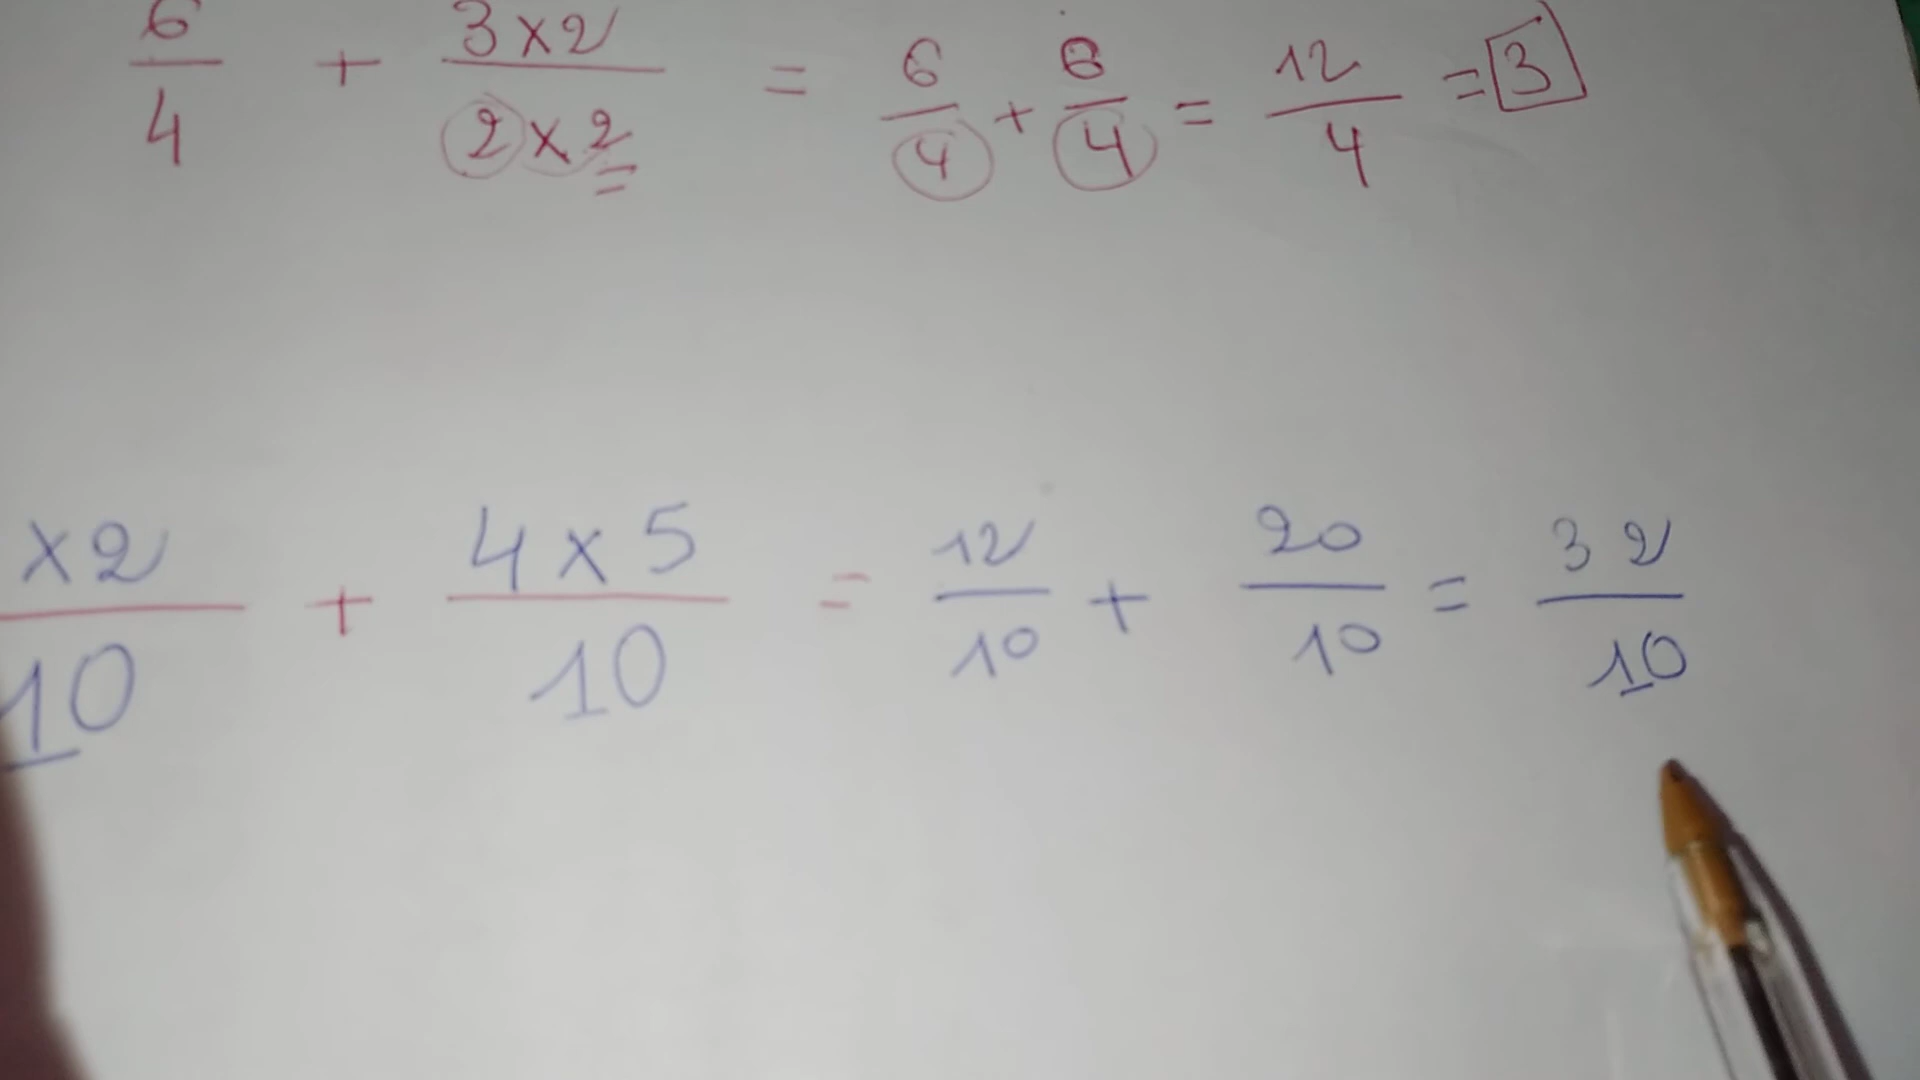 6/4 + 3x2/2x2 = 6/4 + 6/4 = 12/4 = 3
x2/10 + 4x5/10 = 12/10 + 20/10 = 32/10